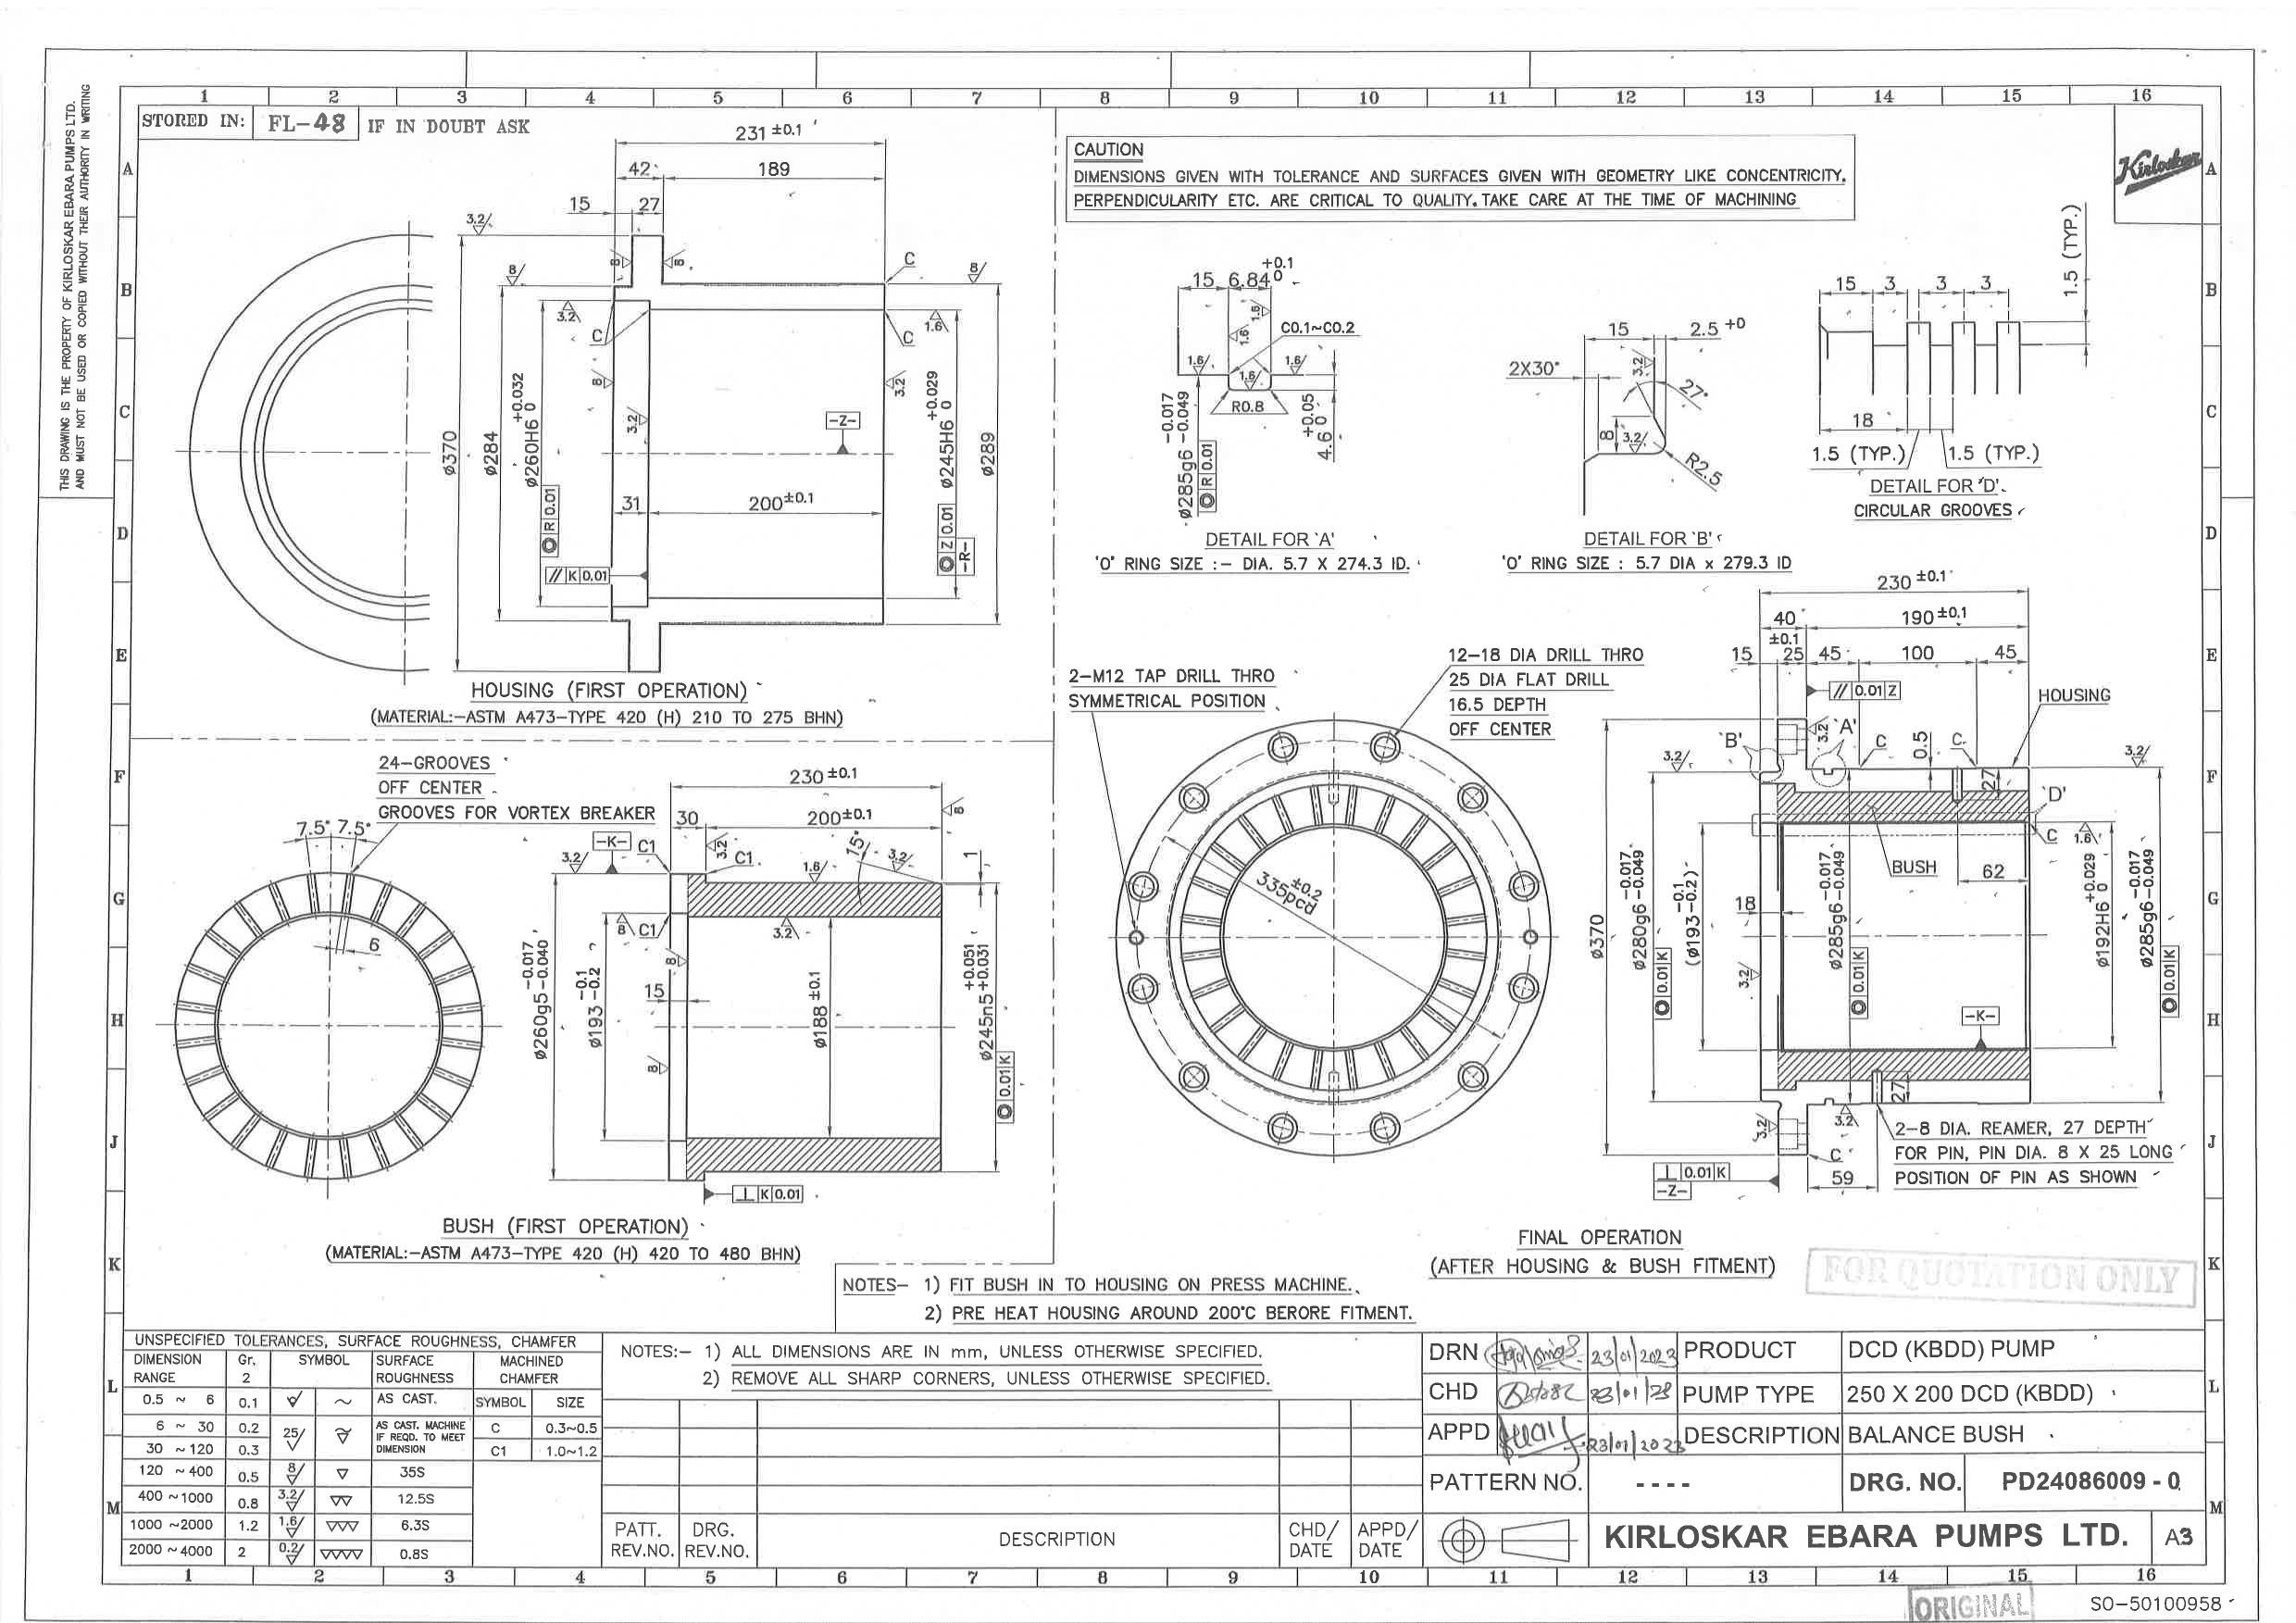 THIS DRAWING IS THE PROPERTY OF KIRLOSKAR EBARA PUMPS LTD.
AND MUST NOT BE USED OR COPIED WITHOUT THEIR AUTHORITY IN WRITING
1 2 3 4 5 6 7 8 9 10 11 12 13 14 15 16
STORED IN: FL-48 IF IN DOUBT ASK
Kirloskar
CAUTION
DIMENSIONS GIVEN WITH TOLERANCE AND SURFACES GIVEN WITH GEOMETRY LIKE CONCENTRICITY.
PERPENDICULARITY ETC. ARE CRITICAL TO QUALITY. TAKE CARE AT THE TIME OF MACHINING
A
B
C
D
E
F
G
H
J
K
L
M
231 ±0.1
42 189
15 27
3.2
8
8
8
8
C
3.2
1.6
C
C
8
3.2
3.2
ø370
ø284
ø260H6 +0.032 0
◎ R 0.01
-Z-
ø245H6 +0.029 0
◎ Z 0.01
-R-
ø289
31 200±0.1
// K 0.01
HOUSING (FIRST OPERATION)
(MATERIAL:-ASTM A473-TYPE 420 (H) 210 TO 275 BHN)
15 6.84 +0.1 0
1.6
1.6
C0.1~C0.2
1.6 1.6 1.6
R0.8
ø285g6 -0.017 -0.049
◎ R 0.01
4.6 +0.05 0
DETAIL FOR 'A'
'O' RING SIZE :- DIA. 5.7 X 274.3 ID.
15 2.5 +0
2X30°
3.2
27°
8 3.2
R2.5
DETAIL FOR 'B'
'O' RING SIZE : 5.7 DIA x 279.3 ID
15 3 3 3
1.5 (TYP.)
18
1.5 (TYP.) 1.5 (TYP.)
DETAIL FOR 'D'
CIRCULAR GROOVES
24-GROOVES
OFF CENTER
GROOVES FOR VORTEX BREAKER
7.5° 7.5°
6
230 ±0.1
30 200±0.1
8
-K- C1
3.2
3.2
C1
1.6
15°
3.2
1
8 C1
3.2
8
15
8
ø260g5 -0.017 -0.040
ø193 -0.1 -0.2
ø188 ±0.1
ø245n5 +0.051 +0.031
◎ 0.01 K
⊥ K 0.01
BUSH (FIRST OPERATION)
(MATERIAL:-ASTM A473-TYPE 420 (H) 420 TO 480 BHN)
2-M12 TAP DRILL THRO
SYMMETRICAL POSITION
12-18 DIA DRILL THRO
25 DIA FLAT DRILL
16.5 DEPTH
OFF CENTER
335pcd ±0.2
230 ±0.1
40 ±0.1 190 ±0.1
15 25 45 100 45
// 0.01 Z
HOUSING
'B'
3.2
'A'
C
0.5
C
3.2
3.2
27
'D'
C
1.6
BUSH
62
18
ø370
ø280g6 -0.017 -0.049
◎ 0.01 K
(ø193 -0.1 -0.2)
3.2
ø285g6 -0.017 -0.049
◎ 0.01 K
ø192H6 +0.029 0
ø285g6 -0.017 -0.049
◎ 0.01 K
-K-
3.2
3.2
27
C
59
⊥ 0.01 K
-Z-
2-8 DIA. REAMER, 27 DEPTH
FOR PIN, PIN DIA. 8 X 25 LONG
POSITION OF PIN AS SHOWN
FINAL OPERATION
(AFTER HOUSING & BUSH FITMENT)
FOR QUOTATION ONLY
NOTES- 1) FIT BUSH IN TO HOUSING ON PRESS MACHINE.
2) PRE HEAT HOUSING AROUND 200°C BERORE FITMENT.
UNSPECIFIED TOLERANCES, SURFACE ROUGHNESS, CHAMFER
DIMENSION RANGE Gr. 2 SYMBOL SURFACE ROUGHNESS MACHINED CHAMFER
0.5 ~ 6 0.1 ~ AS CAST. SYMBOL SIZE
6 ~ 30 0.2 25 AS CAST. MACHINE IF REQD. TO MEET DIMENSION C 0.3~0.5
30 ~ 120 0.3 C1 1.0~1.2
120 ~ 400 0.5 8 ▽ 35S
400 ~ 1000 0.8 3.2 ▽▽ 12.5S
1000 ~ 2000 1.2 1.6 ▽▽▽ 6.3S
2000 ~ 4000 2 0.2 ▽▽▽▽ 0.8S
NOTES:- 1) ALL DIMENSIONS ARE IN mm, UNLESS OTHERWISE SPECIFIED.
2) REMOVE ALL SHARP CORNERS, UNLESS OTHERWISE SPECIFIED.
PATT. REV.NO. DRG. REV.NO. DESCRIPTION CHD/ DATE APPD/ DATE
DRN 23/01/2023 PRODUCT DCD (KBDD) PUMP
CHD 23/01/23 PUMP TYPE 250 X 200 DCD (KBDD)
APPD 23/01/2023 DESCRIPTION BALANCE BUSH
PATTERN NO. ---- DRG. NO. PD24086009 - 0
KIRLOSKAR EBARA PUMPS LTD. A3
1 2 3 4 5 6 7 8 9 10 11 12 13 14 15 16
ORIGINAL
SO-50100958